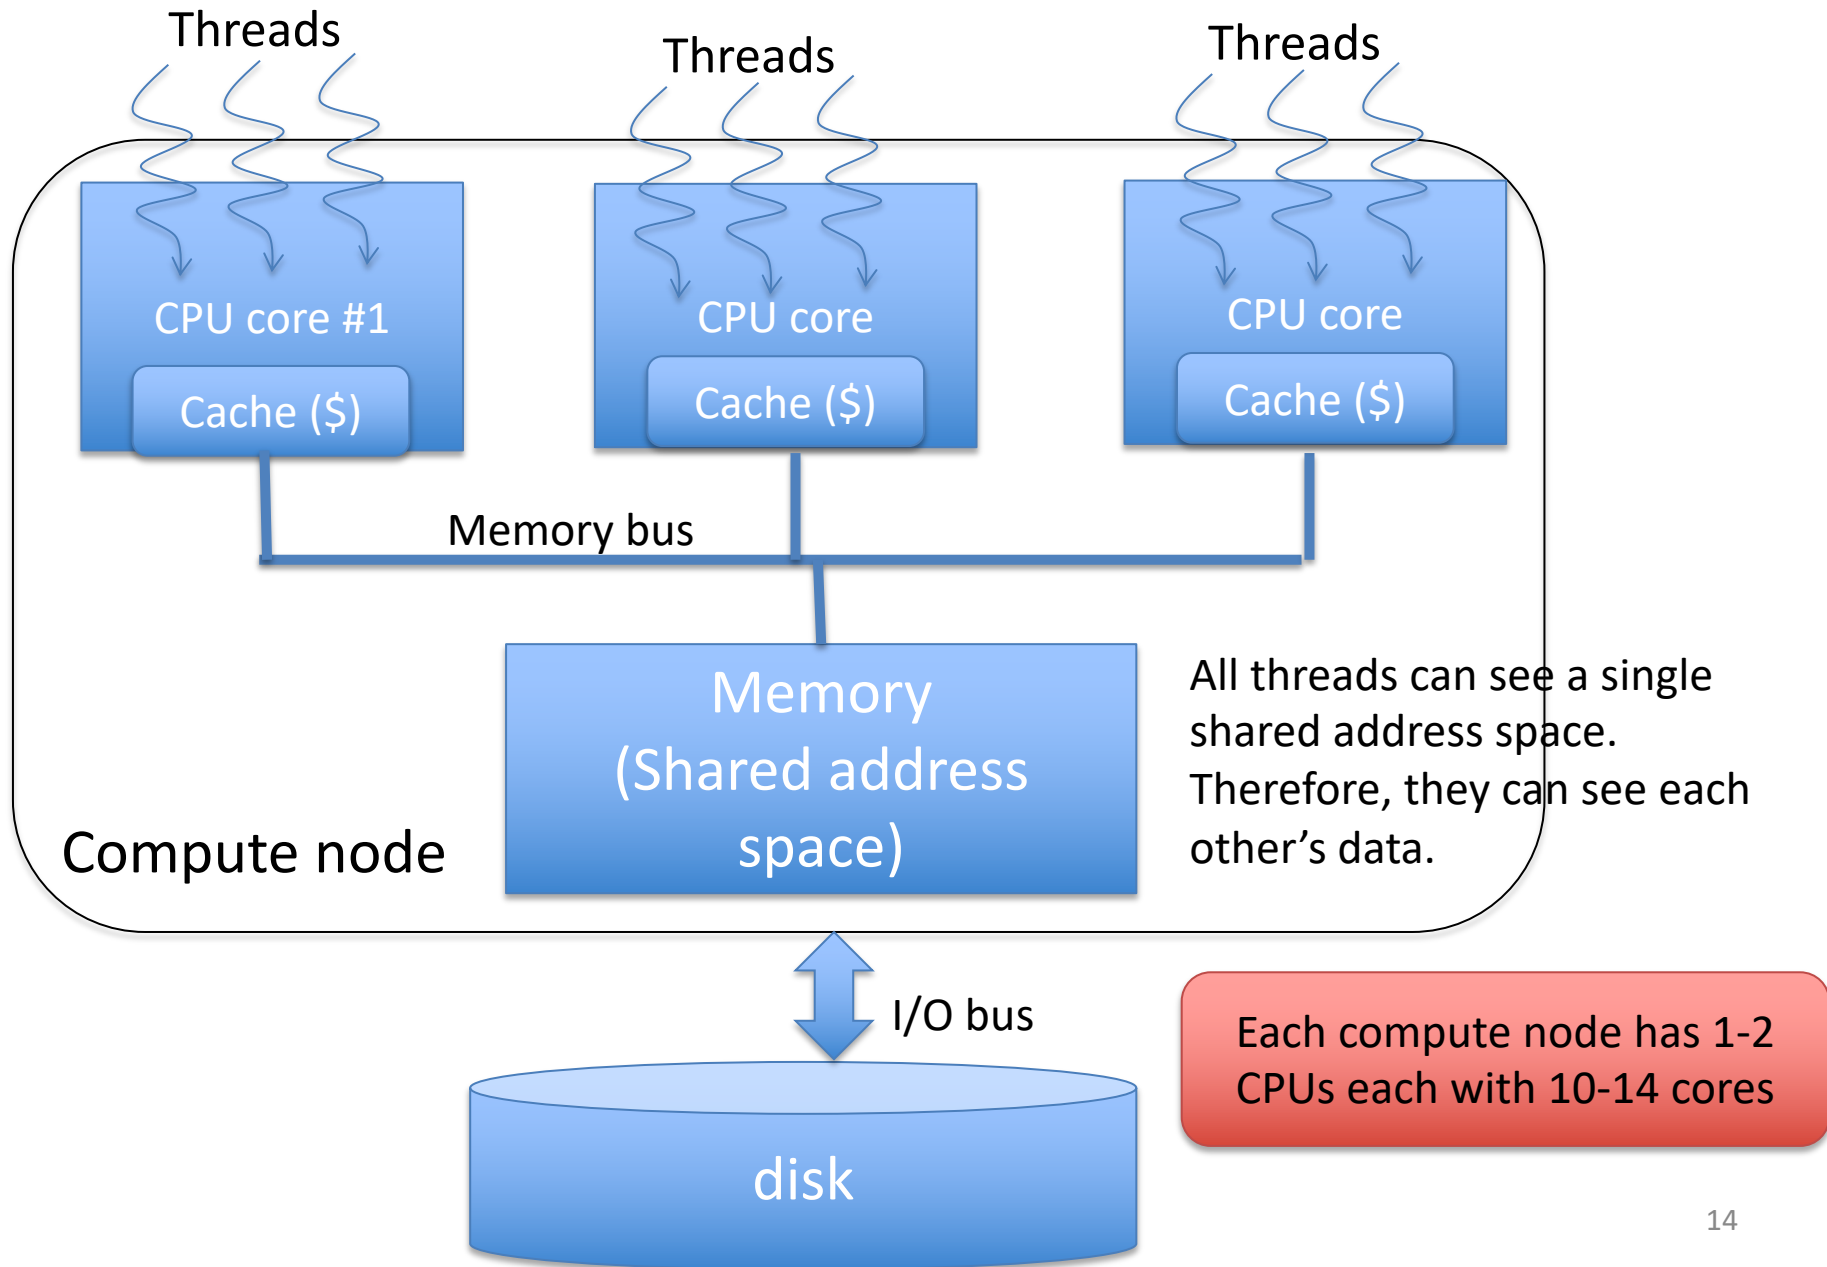 Threads
Threads
Threads
CPU core #1
CPU core
CPU core
Cache ($)
Cache ($)
Cache ($)
Memory bus
Memory
(Shared address
space)
All threads can see a single
shared address space.
Therefore, they can see each
other’s data.
Compute node
I/O bus
Each compute node has 1-2
CPUs each with 10-14 cores
disk
14